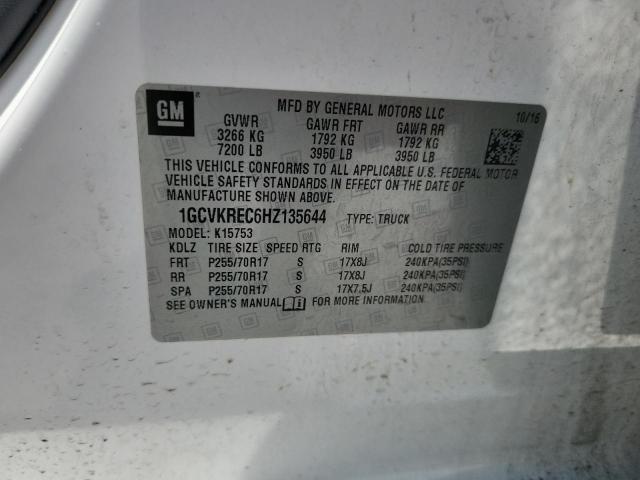 GM
MFD BY GENERAL MOTORS LLC 10/16
GVWR GAWR FRT GAWR RR
3266 KG 1792 KG 1792 KG
7200 LB 3950 LB 3950 LB
THIS VEHICLE CONFORMS TO ALL APPLICABLE U.S. FEDERAL MOTOR
VEHICLE SAFETY STANDARDS IN EFFECT ON THE DATE OF
MANUFACTURE SHOWN ABOVE.
1GCVKREC6HZ135644 TYPE: TRUCK
MODEL: K15753
KDLZ TIRE SIZE SPEED RTG RIM COLD TIRE PRESSURE
FRT P255/70R17 S 17X8J 240KPA(35PSI)
RR P255/70R17 S 17X8J 240KPA(35PSI)
SPA P255/70R17 S 17X7.5J 240KPA(35PSI)
SEE OWNER'S MANUAL FOR MORE INFORMATION.